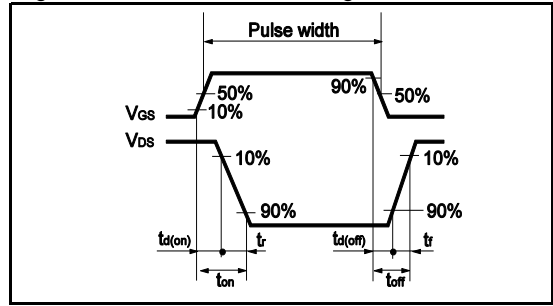 Pulse width
90%
50%
50%
10%
VGS
VDS
10%
10%
90%
90%
td(on)
tr
td(off)
tf
ton
toff